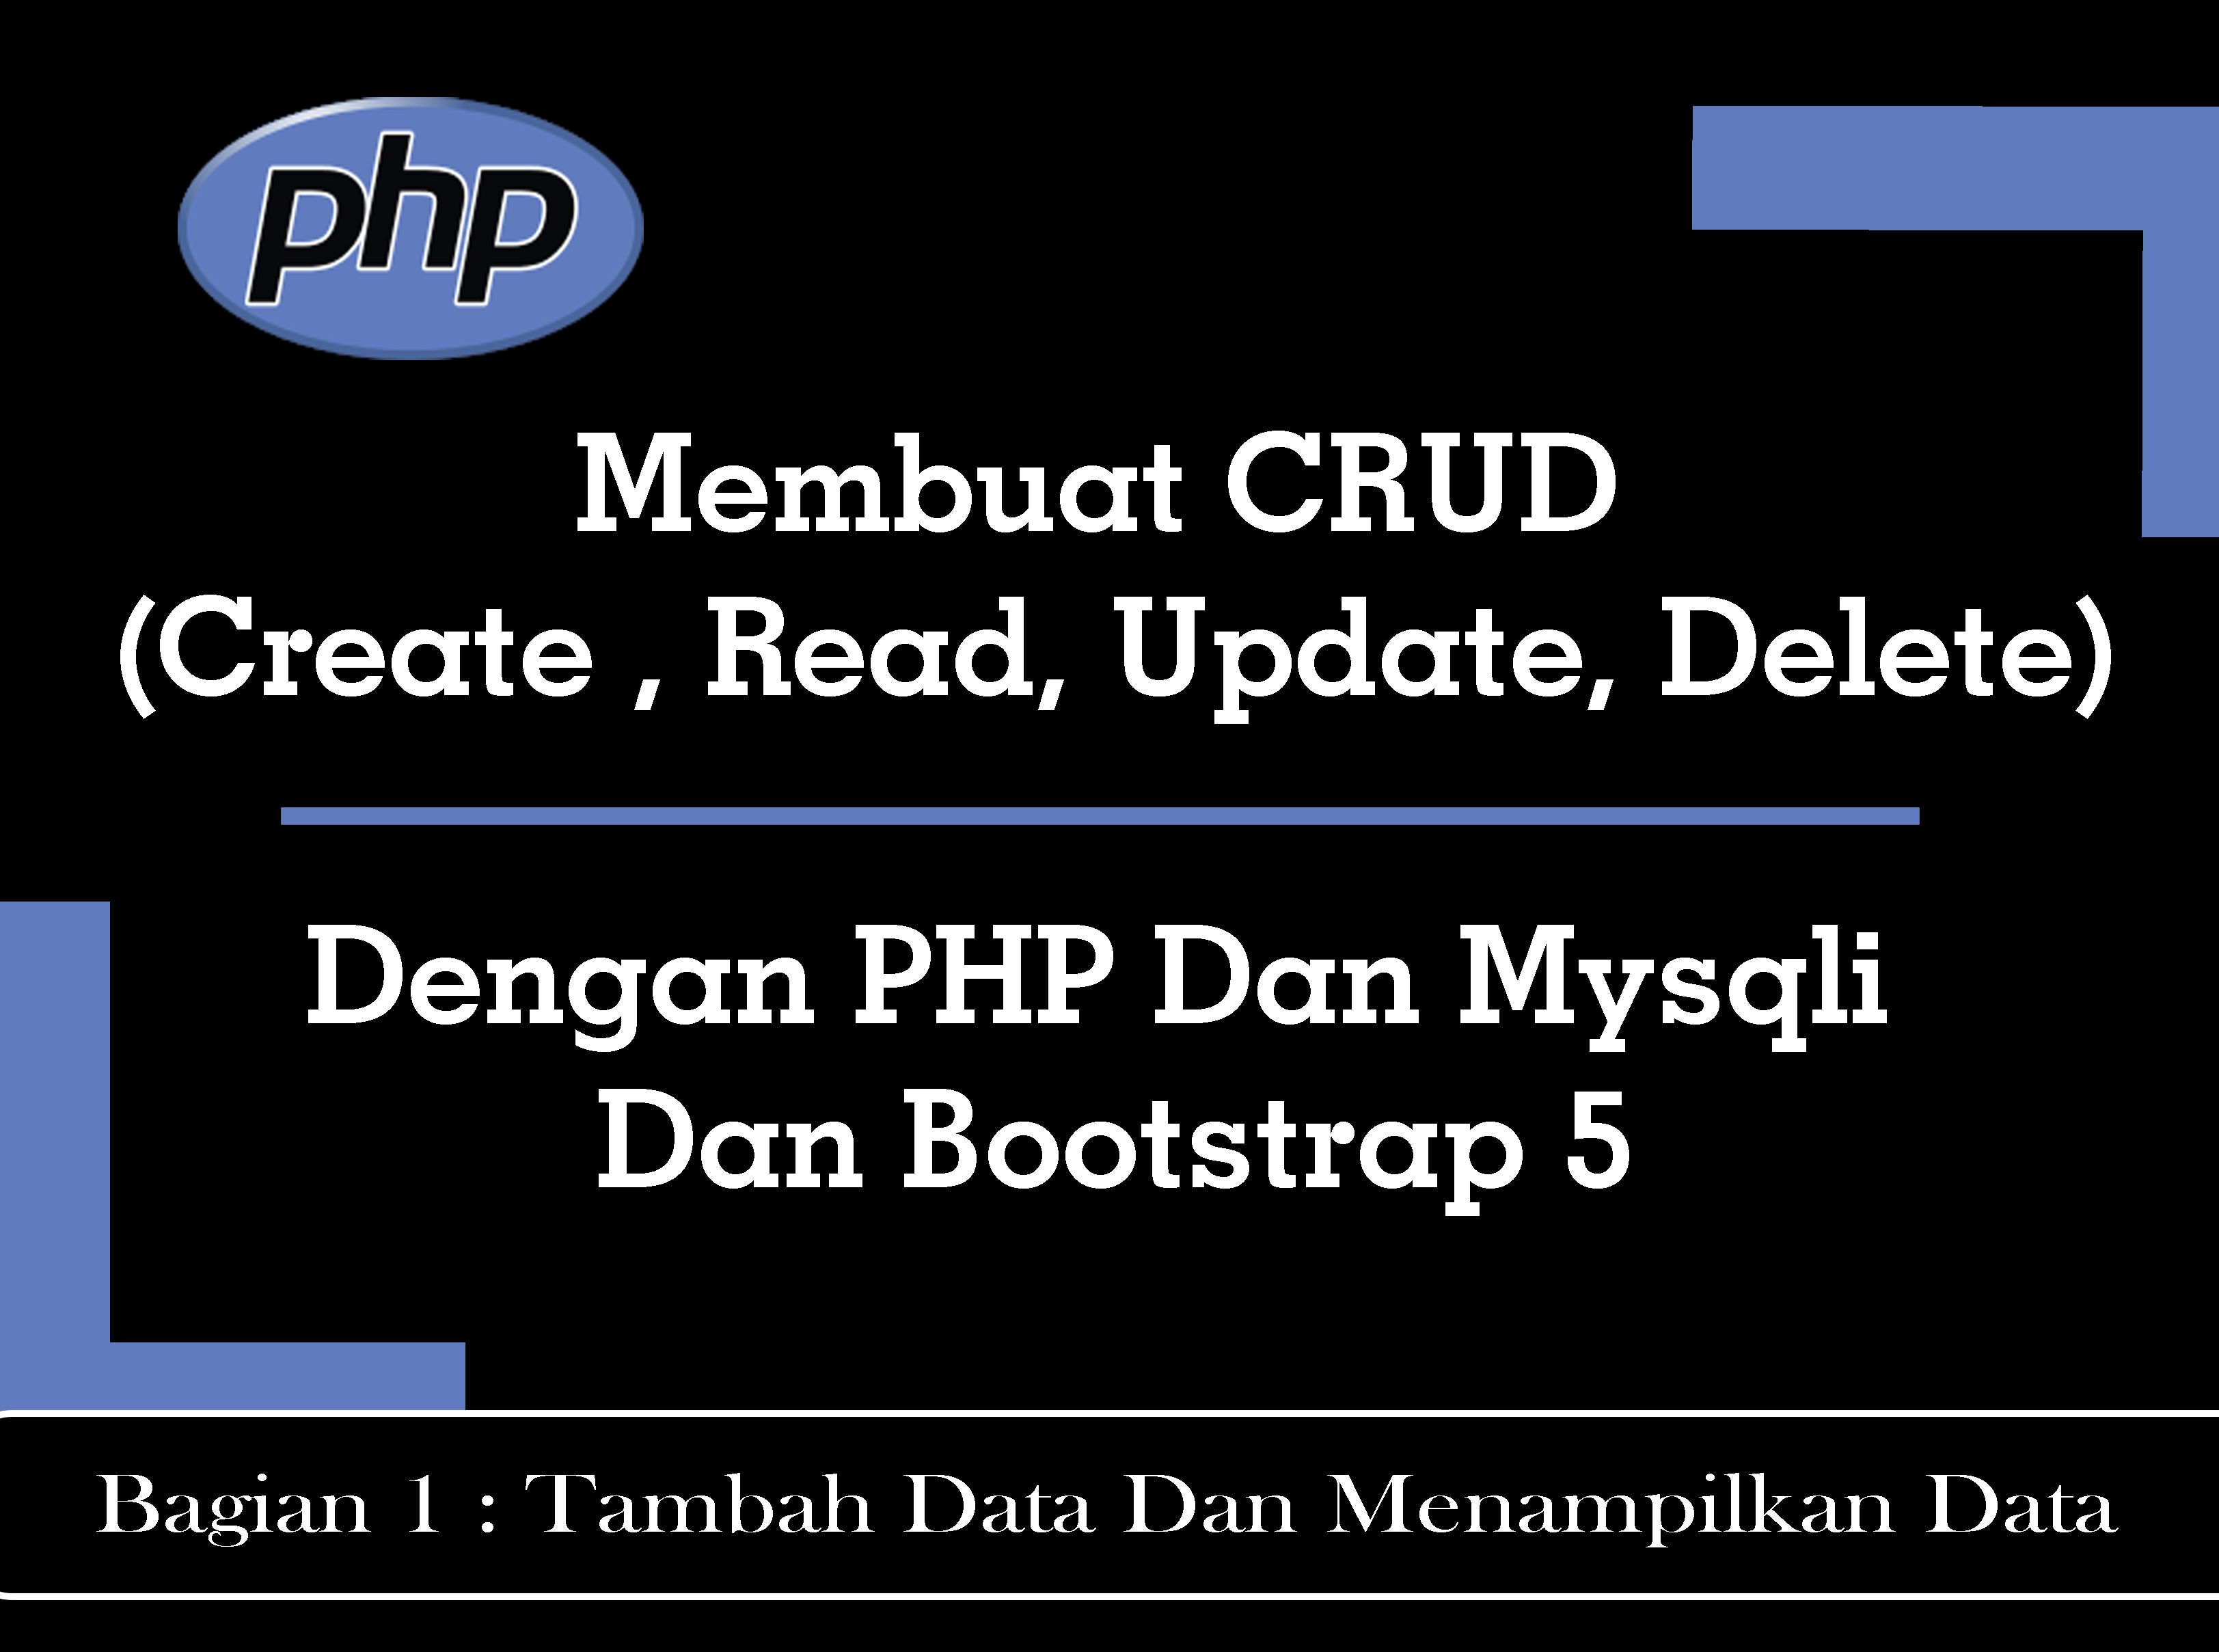 php
Membuat CRUD
(Create , Read, Update, Delete)
Dengan PHP Dan Mysqli
Dan Bootstrap 5
Bagian 1 : Tambah Data Dan Menampilkan Data